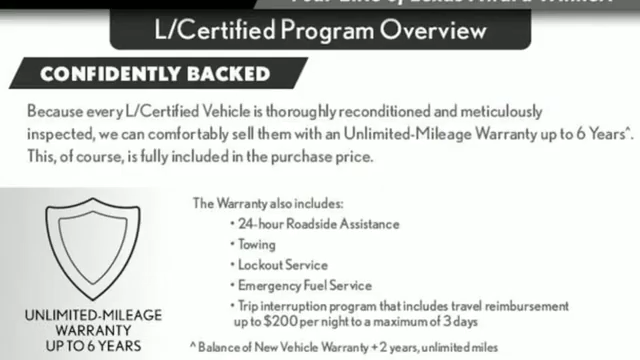 L/Certified Program Overview
CONFIDENTLY BACKED
Because every L/Certified Vehicle is thoroughly reconditioned and meticulously
inspected, we can comfortably sell them with an Unlimited-Mileage Warranty up to 6 Years^.
This, of course, is fully included in the purchase price.
The Warranty also includes:
• 24-hour Roadside Assistance
• Towing
• Lockout Service
• Emergency Fuel Service
• Trip interruption program that includes travel reimbursement
up to $200 per night to a maximum of 3 days
UNLIMITED-MILEAGE
WARRANTY
UP TO 6 YEARS
^ Balance of New Vehicle Warranty + 2 years, unlimited miles